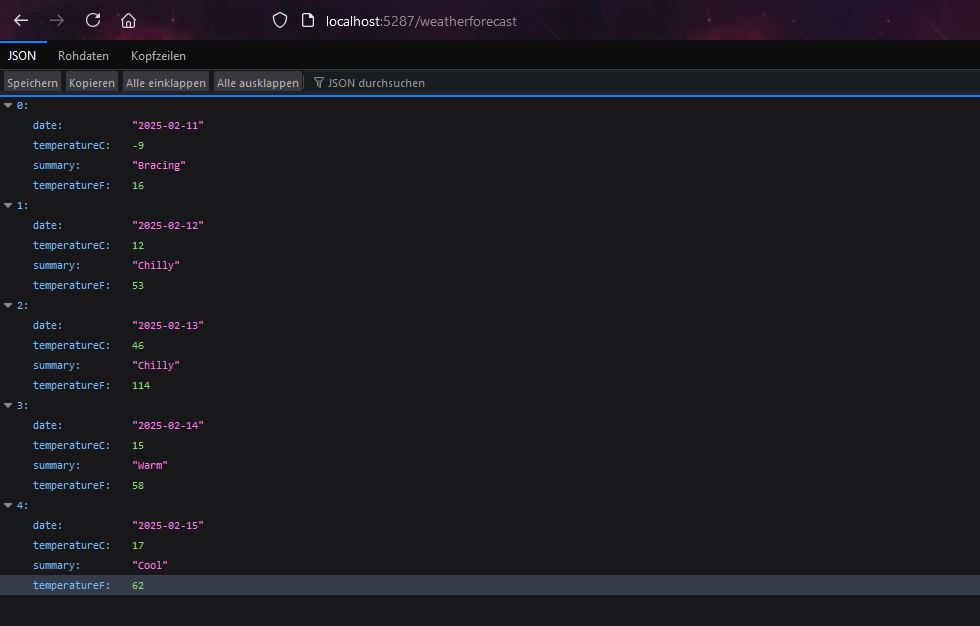 localhost:5287/weatherforecast
JSON Rohdaten Kopfzeilen
Speichern Kopieren Alle einklappen Alle ausklappen JSON durchsuchen
0:
date: "2025-02-11"
temperatureC: -9
summary: "Bracing"
temperatureF: 16
1:
date: "2025-02-12"
temperatureC: 12
summary: "Chilly"
temperatureF: 53
2:
date: "2025-02-13"
temperatureC: 46
summary: "Chilly"
temperatureF: 114
3:
date: "2025-02-14"
temperatureC: 15
summary: "Warm"
temperatureF: 58
4:
date: "2025-02-15"
temperatureC: 17
summary: "Cool"
temperatureF: 62